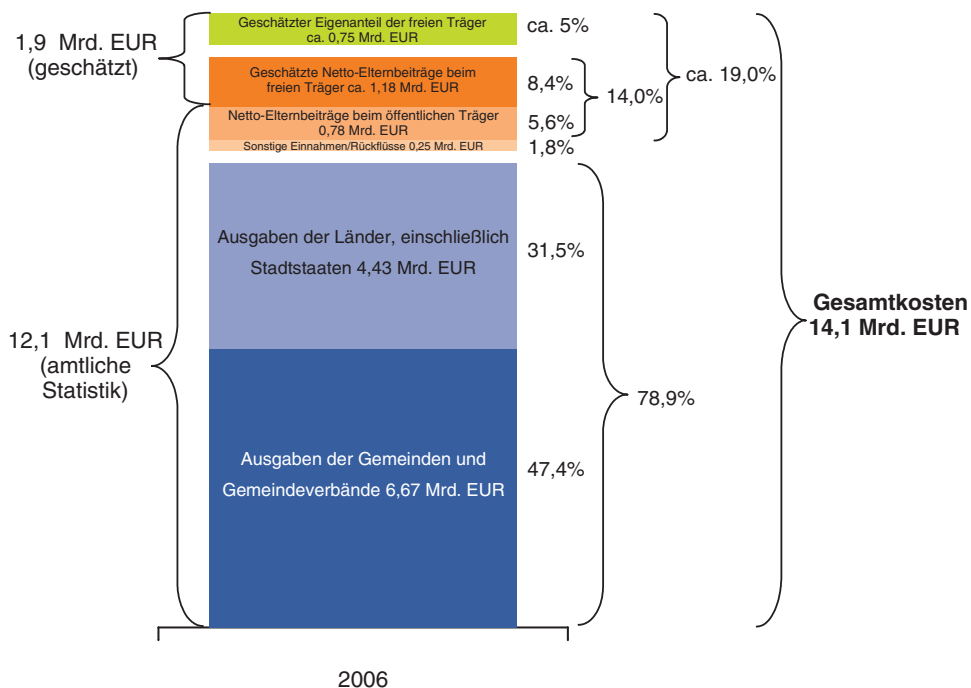 Geschätzter Eigenanteil der freien Träger
ca. 0,75 Mrd. EUR
ca. 5%
1,9 Mrd. EUR
(geschätzt)
ca. 19,0%
Geschätzte Netto-Elternbeiträge beim
freien Träger ca. 1,18 Mrd. EUR
8,4%
14,0%
Netto-Elternbeiträge beim öffentlichen Träger
0,78 Mrd. EUR
5,6%
Sonstige Einnahmen/Rückflüsse 0,25 Mrd. EUR
1,8%
Ausgaben der Länder, einschließlich
Stadtstaaten 4,43 Mrd. EUR
31,5%
Gesamtkosten
14,1 Mrd. EUR
12,1 Mrd. EUR
(amtliche
Statistik)
78,9%
Ausgaben der Gemeinden und
Gemeindeverbände 6,67 Mrd. EUR
47,4%
2006